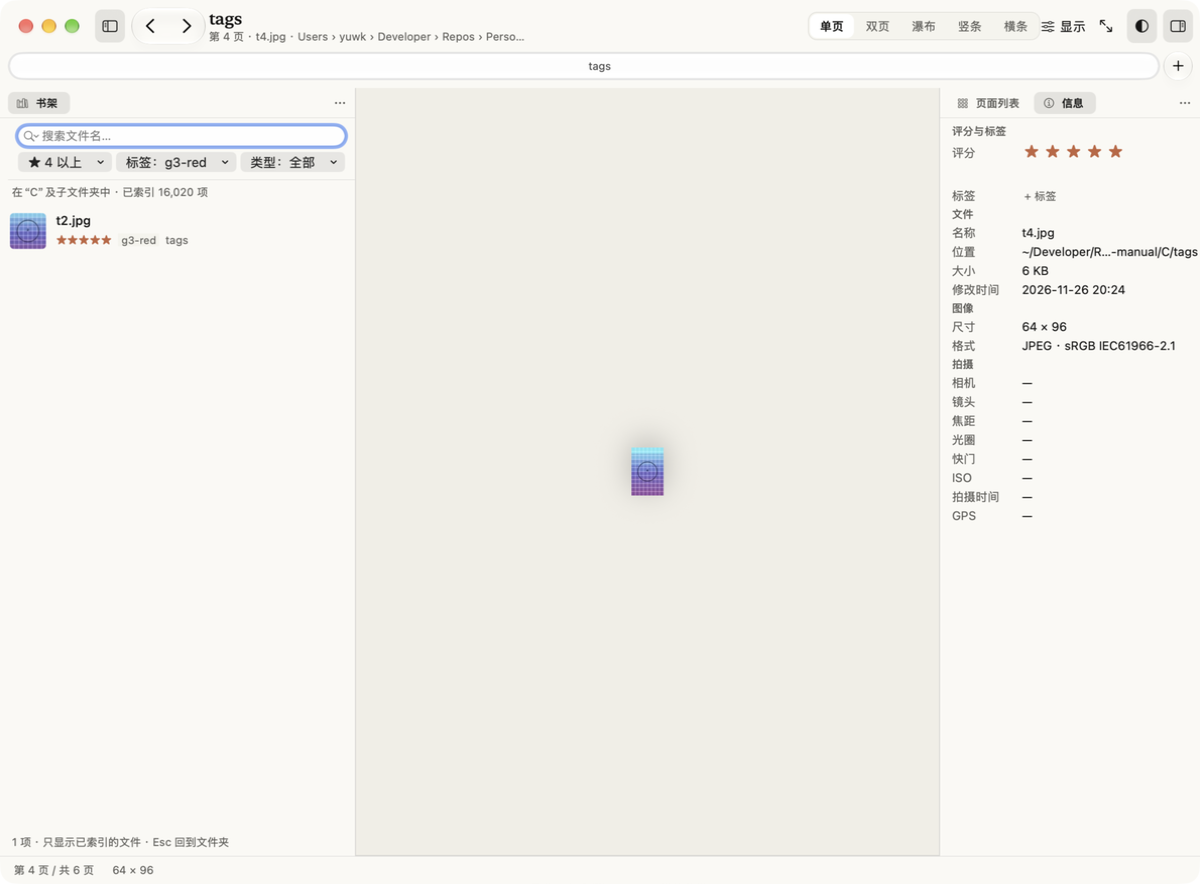 tags
第 4 页 · t4.jpg · Users › yuwk › Developer › Repos › Perso...
单页 双页 瀑布 竖条 横条 显示
tags
书架
搜索文件名...
★ 4 以上 标签：g3-red 类型：全部
在“C”及子文件夹中 · 已索引 16,020 项
t2.jpg
★★★★★ g3-red tags
1 项 · 只显示已索引的文件 · Esc 回到文件夹
页面列表 信息
评分与标签
评分 ★ ★ ★ ★ ★
标签 + 标签
文件
名称 t4.jpg
位置 ~/Developer/R...-manual/C/tags
大小 6 KB
修改时间 2026-11-26 20:24
图像
尺寸 64 × 96
格式 JPEG · sRGB IEC61966-2.1
拍摄
相机 —
镜头 —
焦距 —
光圈 —
快门 —
ISO —
拍摄时间 —
GPS —
第 4 页 / 共 6 页 64 × 96